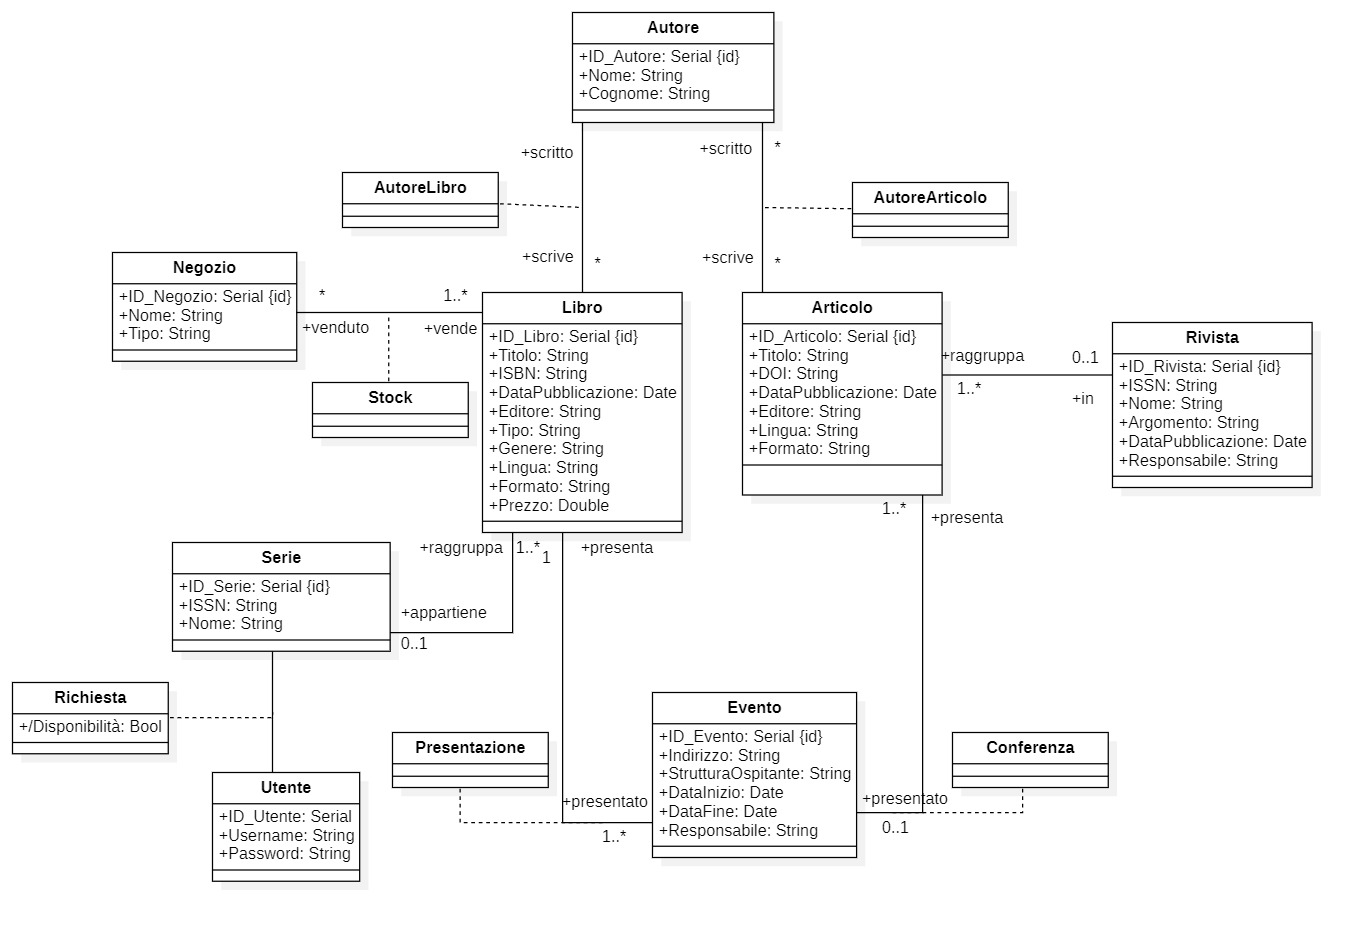 Autore
+ID_Autore: Serial {id}
+Nome: String
+Cognome: String
+scritto
+scritto
*
AutoreLibro
AutoreArticolo
+scrive
*
+scrive
*
Negozio
+ID_Negozio: Serial {id}
+Nome: String
+Tipo: String
*
1..*
+venduto
+vende
Stock
Libro
+ID_Libro: Serial {id}
+Titolo: String
+ISBN: String
+DataPubblicazione: Date
+Editore: String
+Tipo: String
+Genere: String
+Lingua: String
+Formato: String
+Prezzo: Double
Articolo
+ID_Articolo: Serial {id}
+Titolo: String
+DOI: String
+DataPubblicazione: Date
+Editore: String
+Lingua: String
+Formato: String
+raggruppa
0..1
1..*
+in
Rivista
+ID_Rivista: Serial {id}
+ISSN: String
+Nome: String
+Argomento: String
+DataPubblicazione: Date
+Responsabile: String
1..*
+presenta
+raggruppa
1..*
1
+presenta
Serie
+ID_Serie: Serial {id}
+ISSN: String
+Nome: String
+appartiene
0..1
Richiesta
+/Disponibilità: Bool
Utente
+ID_Utente: Serial
+Username: String
+Password: String
Presentazione
+presentato
1..*
Evento
+ID_Evento: Serial {id}
+Indirizzo: String
+StrutturaOspitante: String
+DataInizio: Date
+DataFine: Date
+Responsabile: String
+presentato
0..1
Conferenza